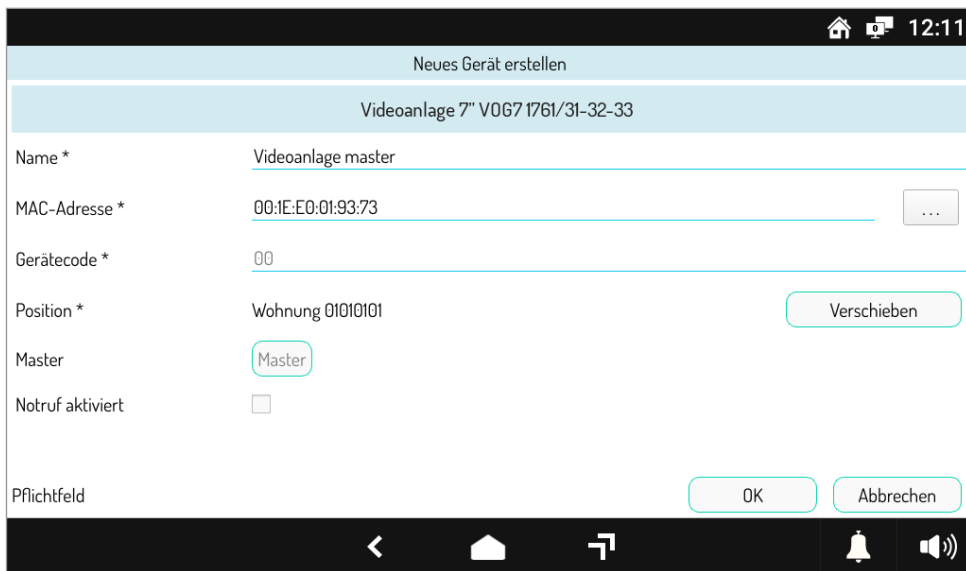 0 12:11
Neues Gerät erstellen
Videoanlage 7” VOG7 1761/31-32-33
Name * Videoanlage master
MAC-Adresse * 00:1E:E0:01:93:73 ...
Gerätecode * 00
Position * Wohnung 01010101 Verschieben
Master Master
Notruf aktiviert
Pflichtfeld OK Abbrechen